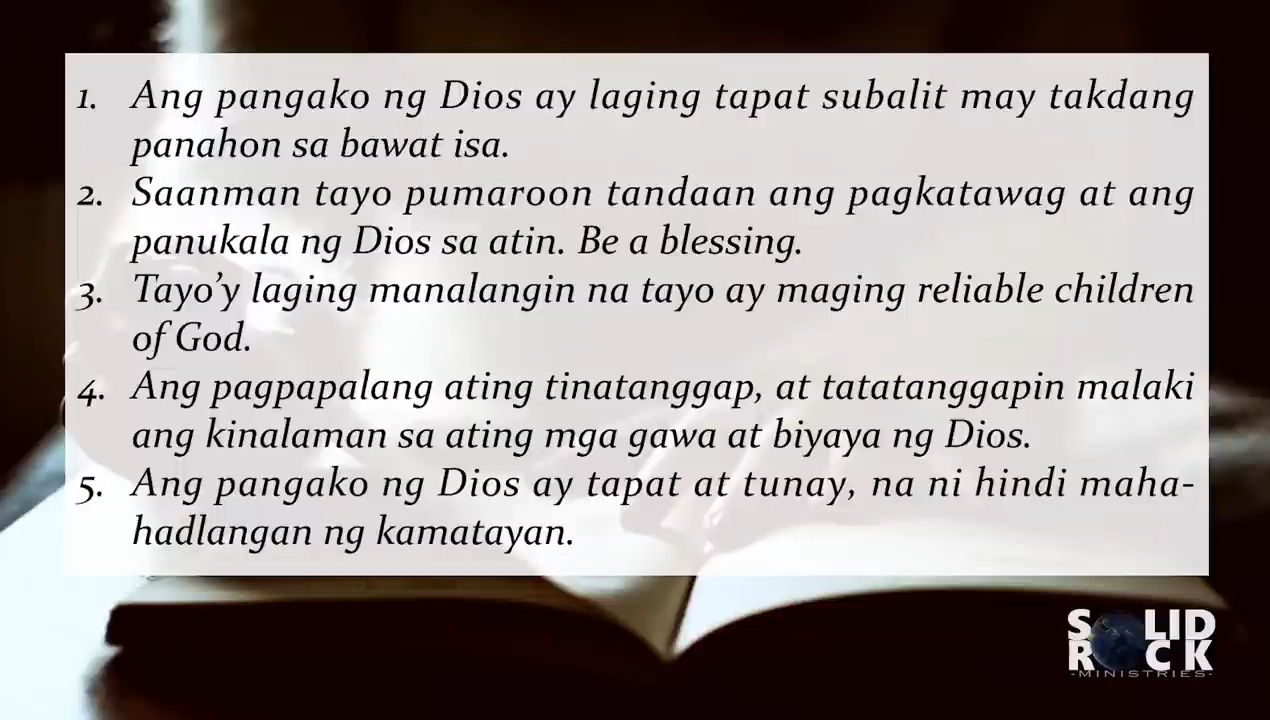 1. Ang pangako ng Dios ay laging tapat subalit may takdang
panahon sa bawat isa.
2. Saanman tayo pumaroon tandaan ang pagkatawag at ang
panukala ng Dios sa atin. Be a blessing.
3. Tayo’y laging manalangin na tayo ay maging reliable children
of God.
4. Ang pagpapalang ating tinatanggap, at tatatanggapin malaki
ang kinalaman sa ating mga gawa at biyaya ng Dios.
5. Ang pangako ng Dios ay tapat at tunay, na ni hindi maha-
hadlangan ng kamatayan.
SOLID
ROCK
-MINISTRIES-